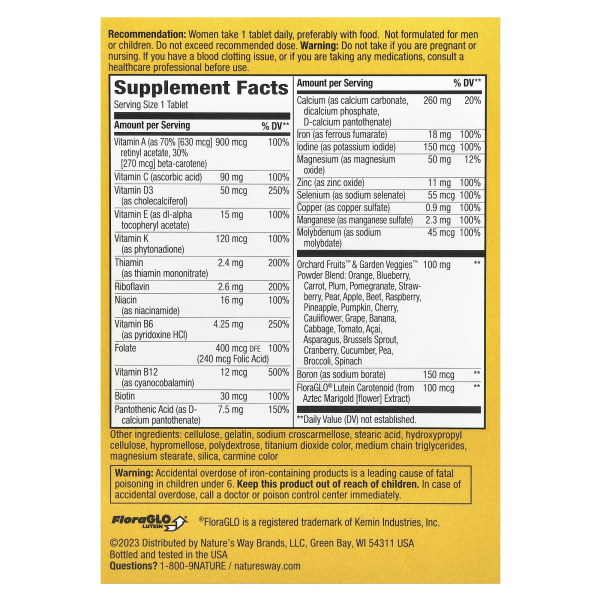 Recommendation: Women take 1 tablet daily, preferably with food. Not formulated for men
or children. Do not exceed recommended dose. Warning: Do not take if you are pregnant or
nursing. If you have a blood clotting issue, or if you are taking any medications, consult a
healthcare professional before use.
Supplement Facts
Serving Size 1 Tablet
Amount per Serving % DV**
Vitamin A (as 70% [630 mcg] 900 mcg 100%
retinyl acetate, 30%
[270 mcg] beta-carotene)
Vitamin C (ascorbic acid) 90 mg 100%
Vitamin D3 50 mcg 250%
(as cholecalciferol)
Vitamin E (as dl-alpha 15 mg 100%
tocopheryl acetate)
Vitamin K 120 mcg 100%
(as phytonadione)
Thiamin 2.4 mg 200%
(as thiamin mononitrate)
Riboflavin 2.6 mg 200%
Niacin 16 mg 100%
(as niacinamide)
Vitamin B6 4.25 mg 250%
(as pyridoxine HCl)
Folate 400 mcg DFE 100%
(240 mcg Folic Acid)
Vitamin B12 12 mcg 500%
(as cyanocobalamin)
Biotin 30 mcg 100%
Pantothenic Acid (as D- 7.5 mg 150%
calcium pantothenate)
Amount per Serving % DV**
Calcium (as calcium carbonate, 260 mg 20%
dicalcium phosphate,
D-calcium pantothenate)
Iron (as ferrous fumarate) 18 mg 100%
Iodine (as potassium iodide) 150 mcg 100%
Magnesium (as magnesium 50 mg 12%
oxide)
Zinc (as zinc oxide) 11 mg 100%
Selenium (as sodium selenate) 55 mcg 100%
Copper (as copper sulfate) 0.9 mg 100%
Manganese (as manganese sulfate) 2.3 mg 100%
Molybdenum (as sodium 45 mcg 100%
molybdate)
Orchard Fruits™ & Garden Veggies™ 100 mg **
Powder Blend: Orange, Blueberry,
Carrot, Plum, Pomegranate, Straw-
berry, Pear, Apple, Beet, Raspberry,
Pineapple, Pumpkin, Cherry,
Cauliflower, Grape, Banana,
Cabbage, Tomato, Açai,
Asparagus, Brussels Sprout,
Cranberry, Cucumber, Pea,
Broccoli, Spinach
Boron (as sodium borate) 150 mcg **
FloraGLO® Lutein Carotenoid (from 100 mcg **
Aztec Marigold [flower] Extract)
**Daily Value (DV) not established.
Other ingredients: cellulose, gelatin, sodium croscarmellose, stearic acid, hydroxypropyl
cellulose, hypromellose, polydextrose, titanium dioxide color, medium chain triglycerides,
magnesium stearate, silica, carmine color
Warning: Accidental overdose of iron-containing products is a leading cause of fatal
poisoning in children under 6. Keep this product out of reach of children. In case of
accidental overdose, call a doctor or poison control center immediately.
FloraGLO LUTEIN ®FloraGLO is a registered trademark of Kemin Industries, Inc.
©2023 Distributed by Nature's Way Brands, LLC, Green Bay, WI 54311 USA
Bottled and tested in the USA
Questions? 1-800-9NATURE / naturesway.com